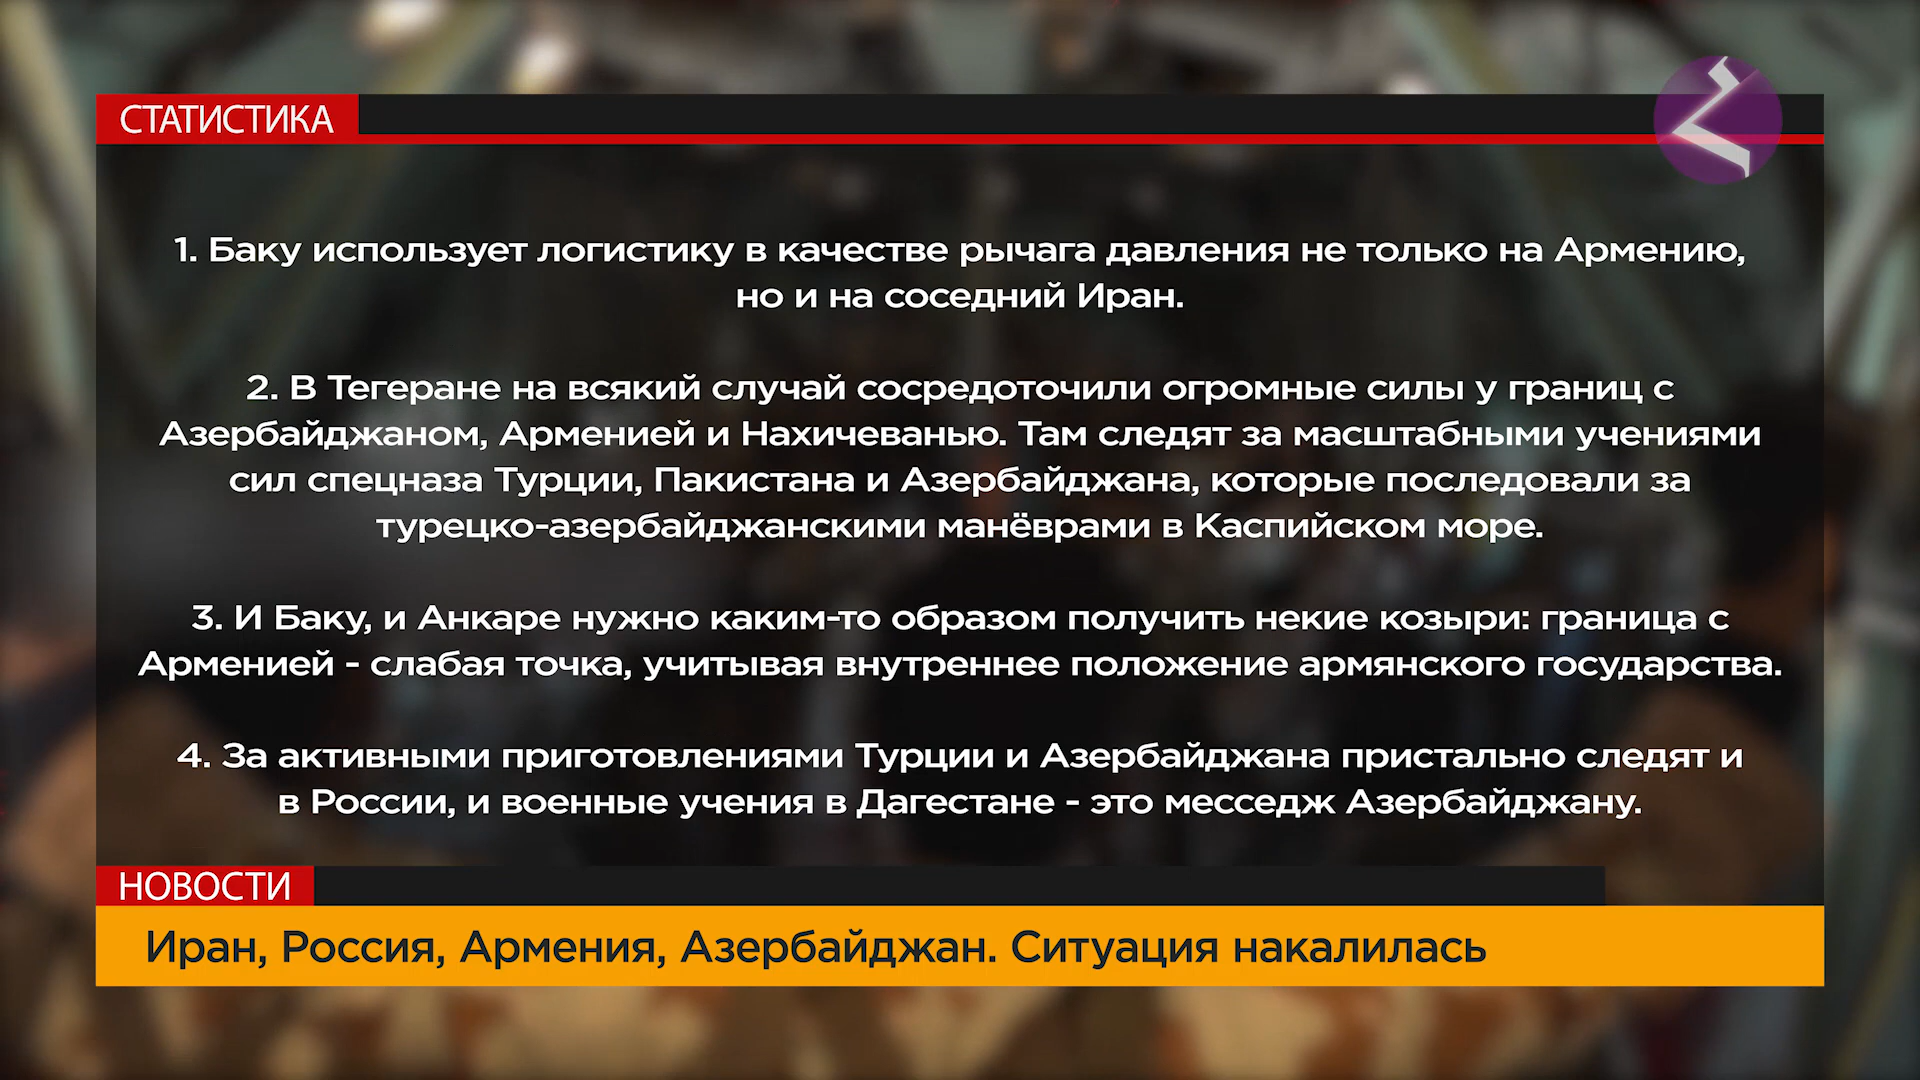 СТАТИСТИКА
1. Баку использует логистику в качестве рычага давления не только на Армению,
но и на соседний Иран.
2. В Тегеране на всякий случай сосредоточили огромные силы у границ с
Азербайджаном, Арменией и Нахичеванью. Там следят за масштабными учениями
сил спецназа Турции, Пакистана и Азербайджана, которые последовали за
турецко-азербайджанскими манёврами в Каспийском море.
3. И Баку, и Анкаре нужно каким-то образом получить некие козыри: граница с
Арменией - слабая точка, учитывая внутреннее положение армянского государства.
4. За активными приготовлениями Турции и Азербайджана пристально следят и
в России, и военные учения в Дагестане - это месседж Азербайджану.
НОВОСТИ
Иран, Россия, Армения, Азербайджан. Ситуация накалилась